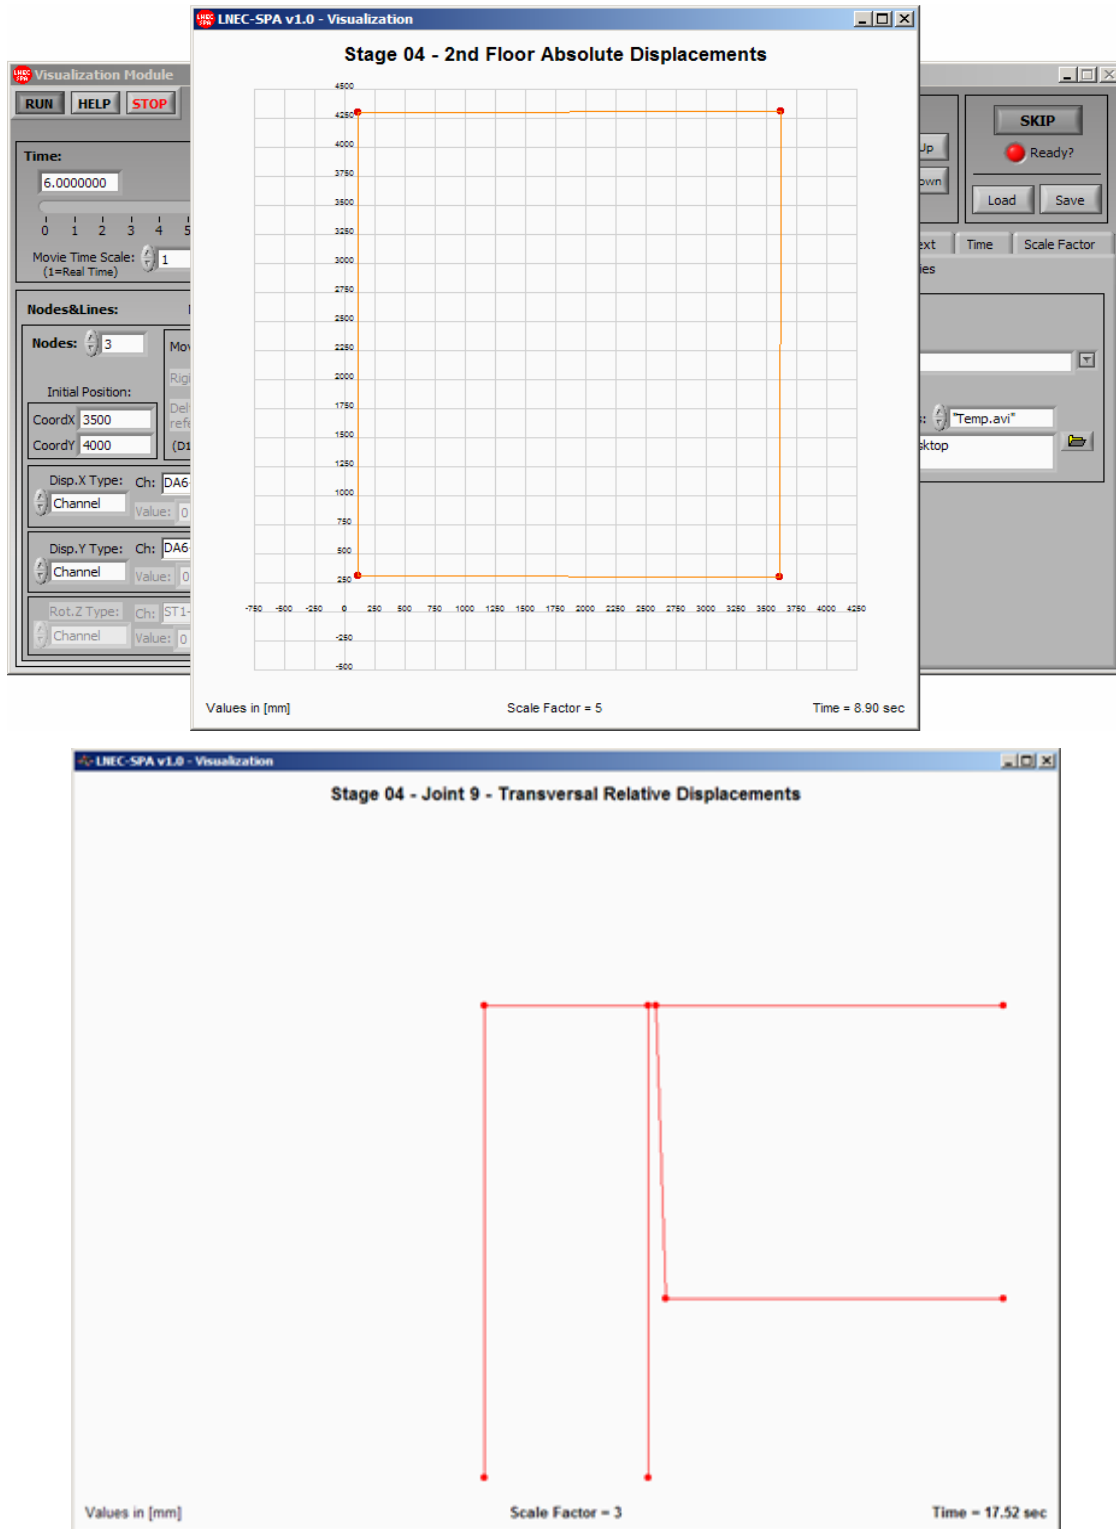 LNEC-SPA v1.0 - Visualization
Stage 04 - 2nd Floor Absolute Displacements
4500
4250
4000
3750
3500
3250
3000
2750
2500
2250
2000
1750
1500
1250
1000
750
500
250
-750 -500 -250 0 250 500 750 1000 1250 1500 1750 2000 2250 2500 2750 3000 3250 3500 3750 4000 4250
-250
-500
Values in [mm] Scale Factor = 5 Time = 8.90 sec
Visualization Module
RUN HELP STOP
Time:
6.0000000
0 1 2 3 4 5
Movie Time Scale: 1
(1=Real Time)
Nodes&Lines:
Nodes: 3
Initial Position:
CoordX 3500
CoordY 4000
(D1
Disp.X Type: Ch: DA6-
Channel Value: 0
Disp.Y Type: Ch: DA6-
Channel Value: 0
Rot.Z Type: Ch: ST1-
Channel Value: 0
SKIP
Ready?
Load Save
Time Scale Factor
"Temp.avi"
LNEC-SPA v1.0 - Visualization
Stage 04 - Joint 9 - Transversal Relative Displacements
Values in [mm] Scale Factor = 3 Time = 17.52 sec